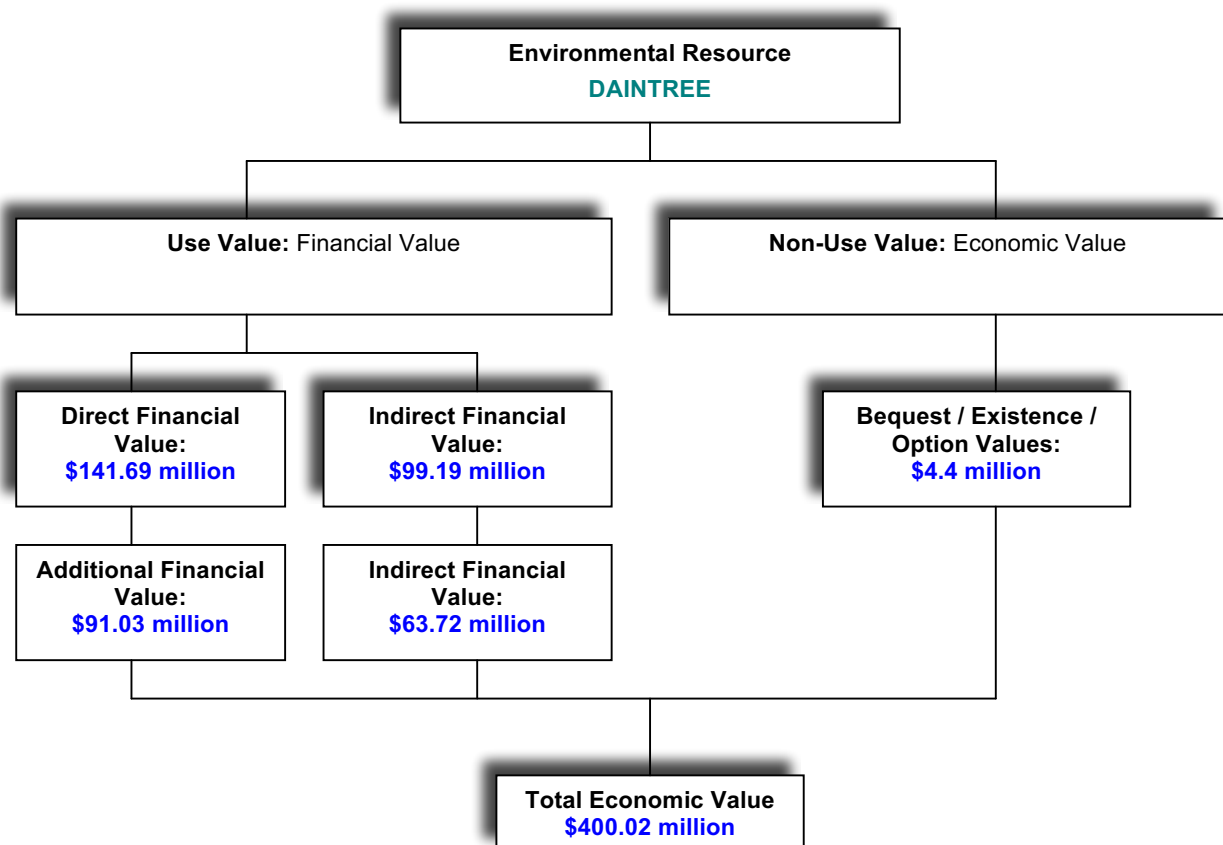 Environmental Resource
DAINTREE
Use Value: Financial Value
Non-Use Value: Economic Value
Direct Financial
Value:
$141.69 million
Indirect Financial
Value:
$99.19 million
Bequest / Existence /
Option Values:
$4.4 million
Additional Financial
Value:
$91.03 million
Indirect Financial
Value:
$63.72 million
Total Economic Value
$400.02 million